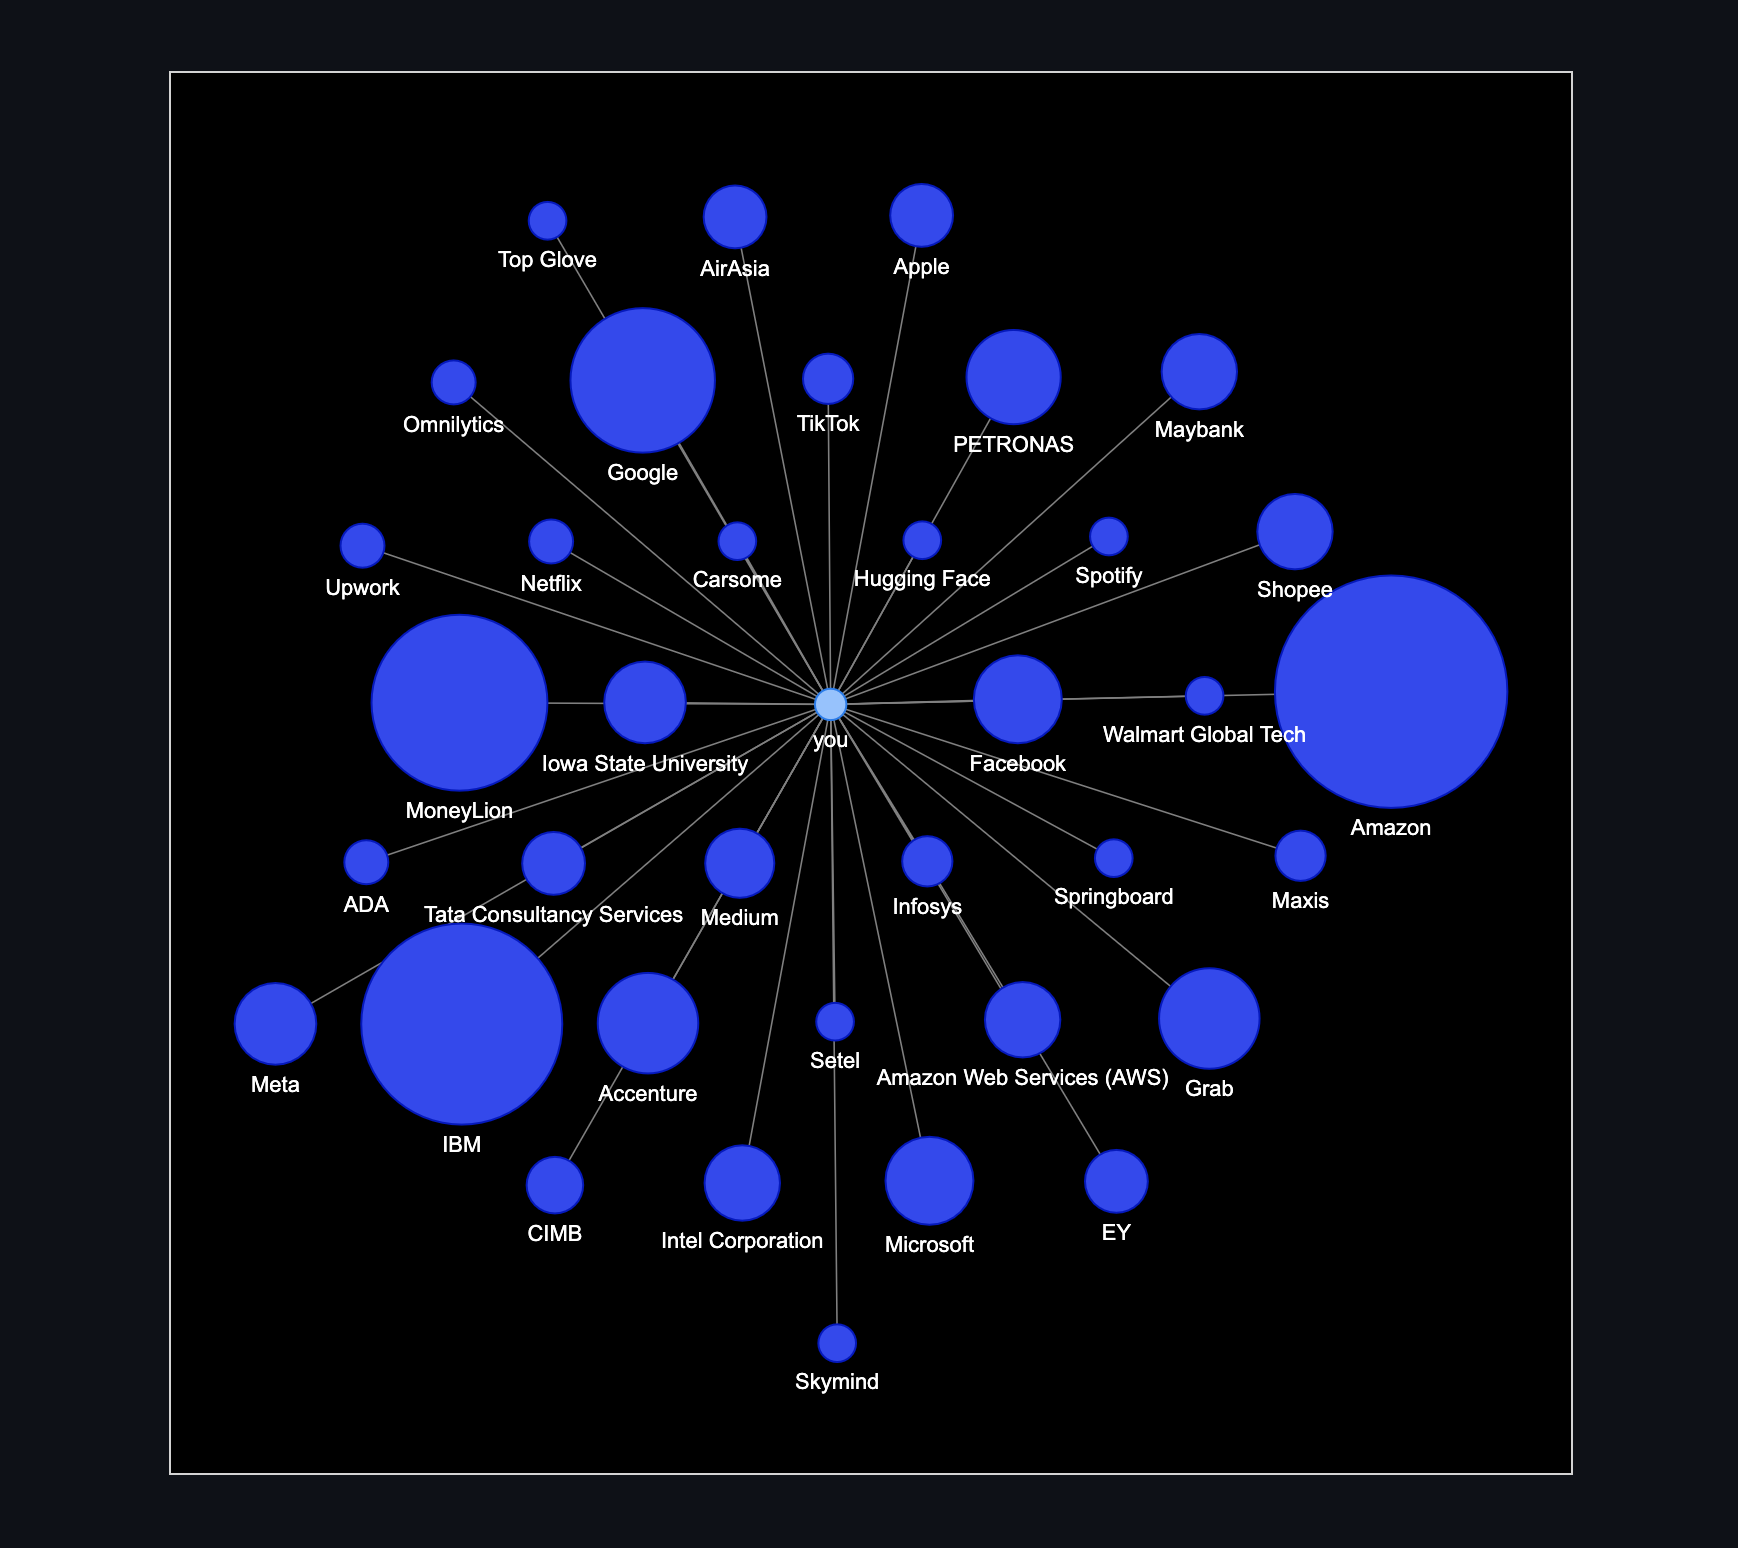 Top Glove
AirAsia
Apple
Omnilytics
Google
TikTok
PETRONAS
Maybank
Upwork
Netflix
Carsome
Hugging Face
Spotify
Shopee
MoneyLion
Iowa State University
you
Facebook
Walmart Global Tech
Amazon
ADA
Tata Consultancy Services
Medium
Infosys
Springboard
Maxis
Meta
IBM
Accenture
Setel
Amazon Web Services (AWS)
Grab
CIMB
Intel Corporation
Microsoft
EY
Skymind